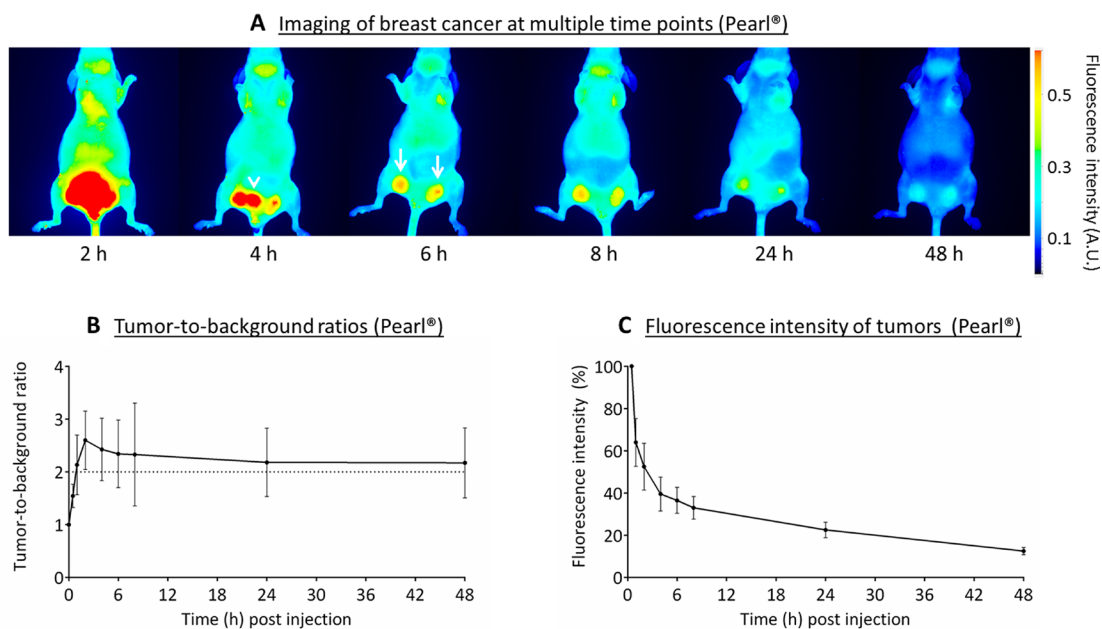 A Imaging of breast cancer at multiple time points (Pearl®)
0.5
0.3
0.1
Fluorescence intensity (A.U.)
2 h 4 h 6 h 8 h 24 h 48 h
B Tumor-to-background ratios (Pearl®)
Tumor-to-background ratio
4
3
2
1
0
0 6 12 18 24 30 36 42 48
Time (h) post injection
C Fluorescence intensity of tumors (Pearl®)
Fluorescence intensity (%)
100
80
60
40
20
0
0 6 12 18 24 30 36 42 48
Time (h) post injection